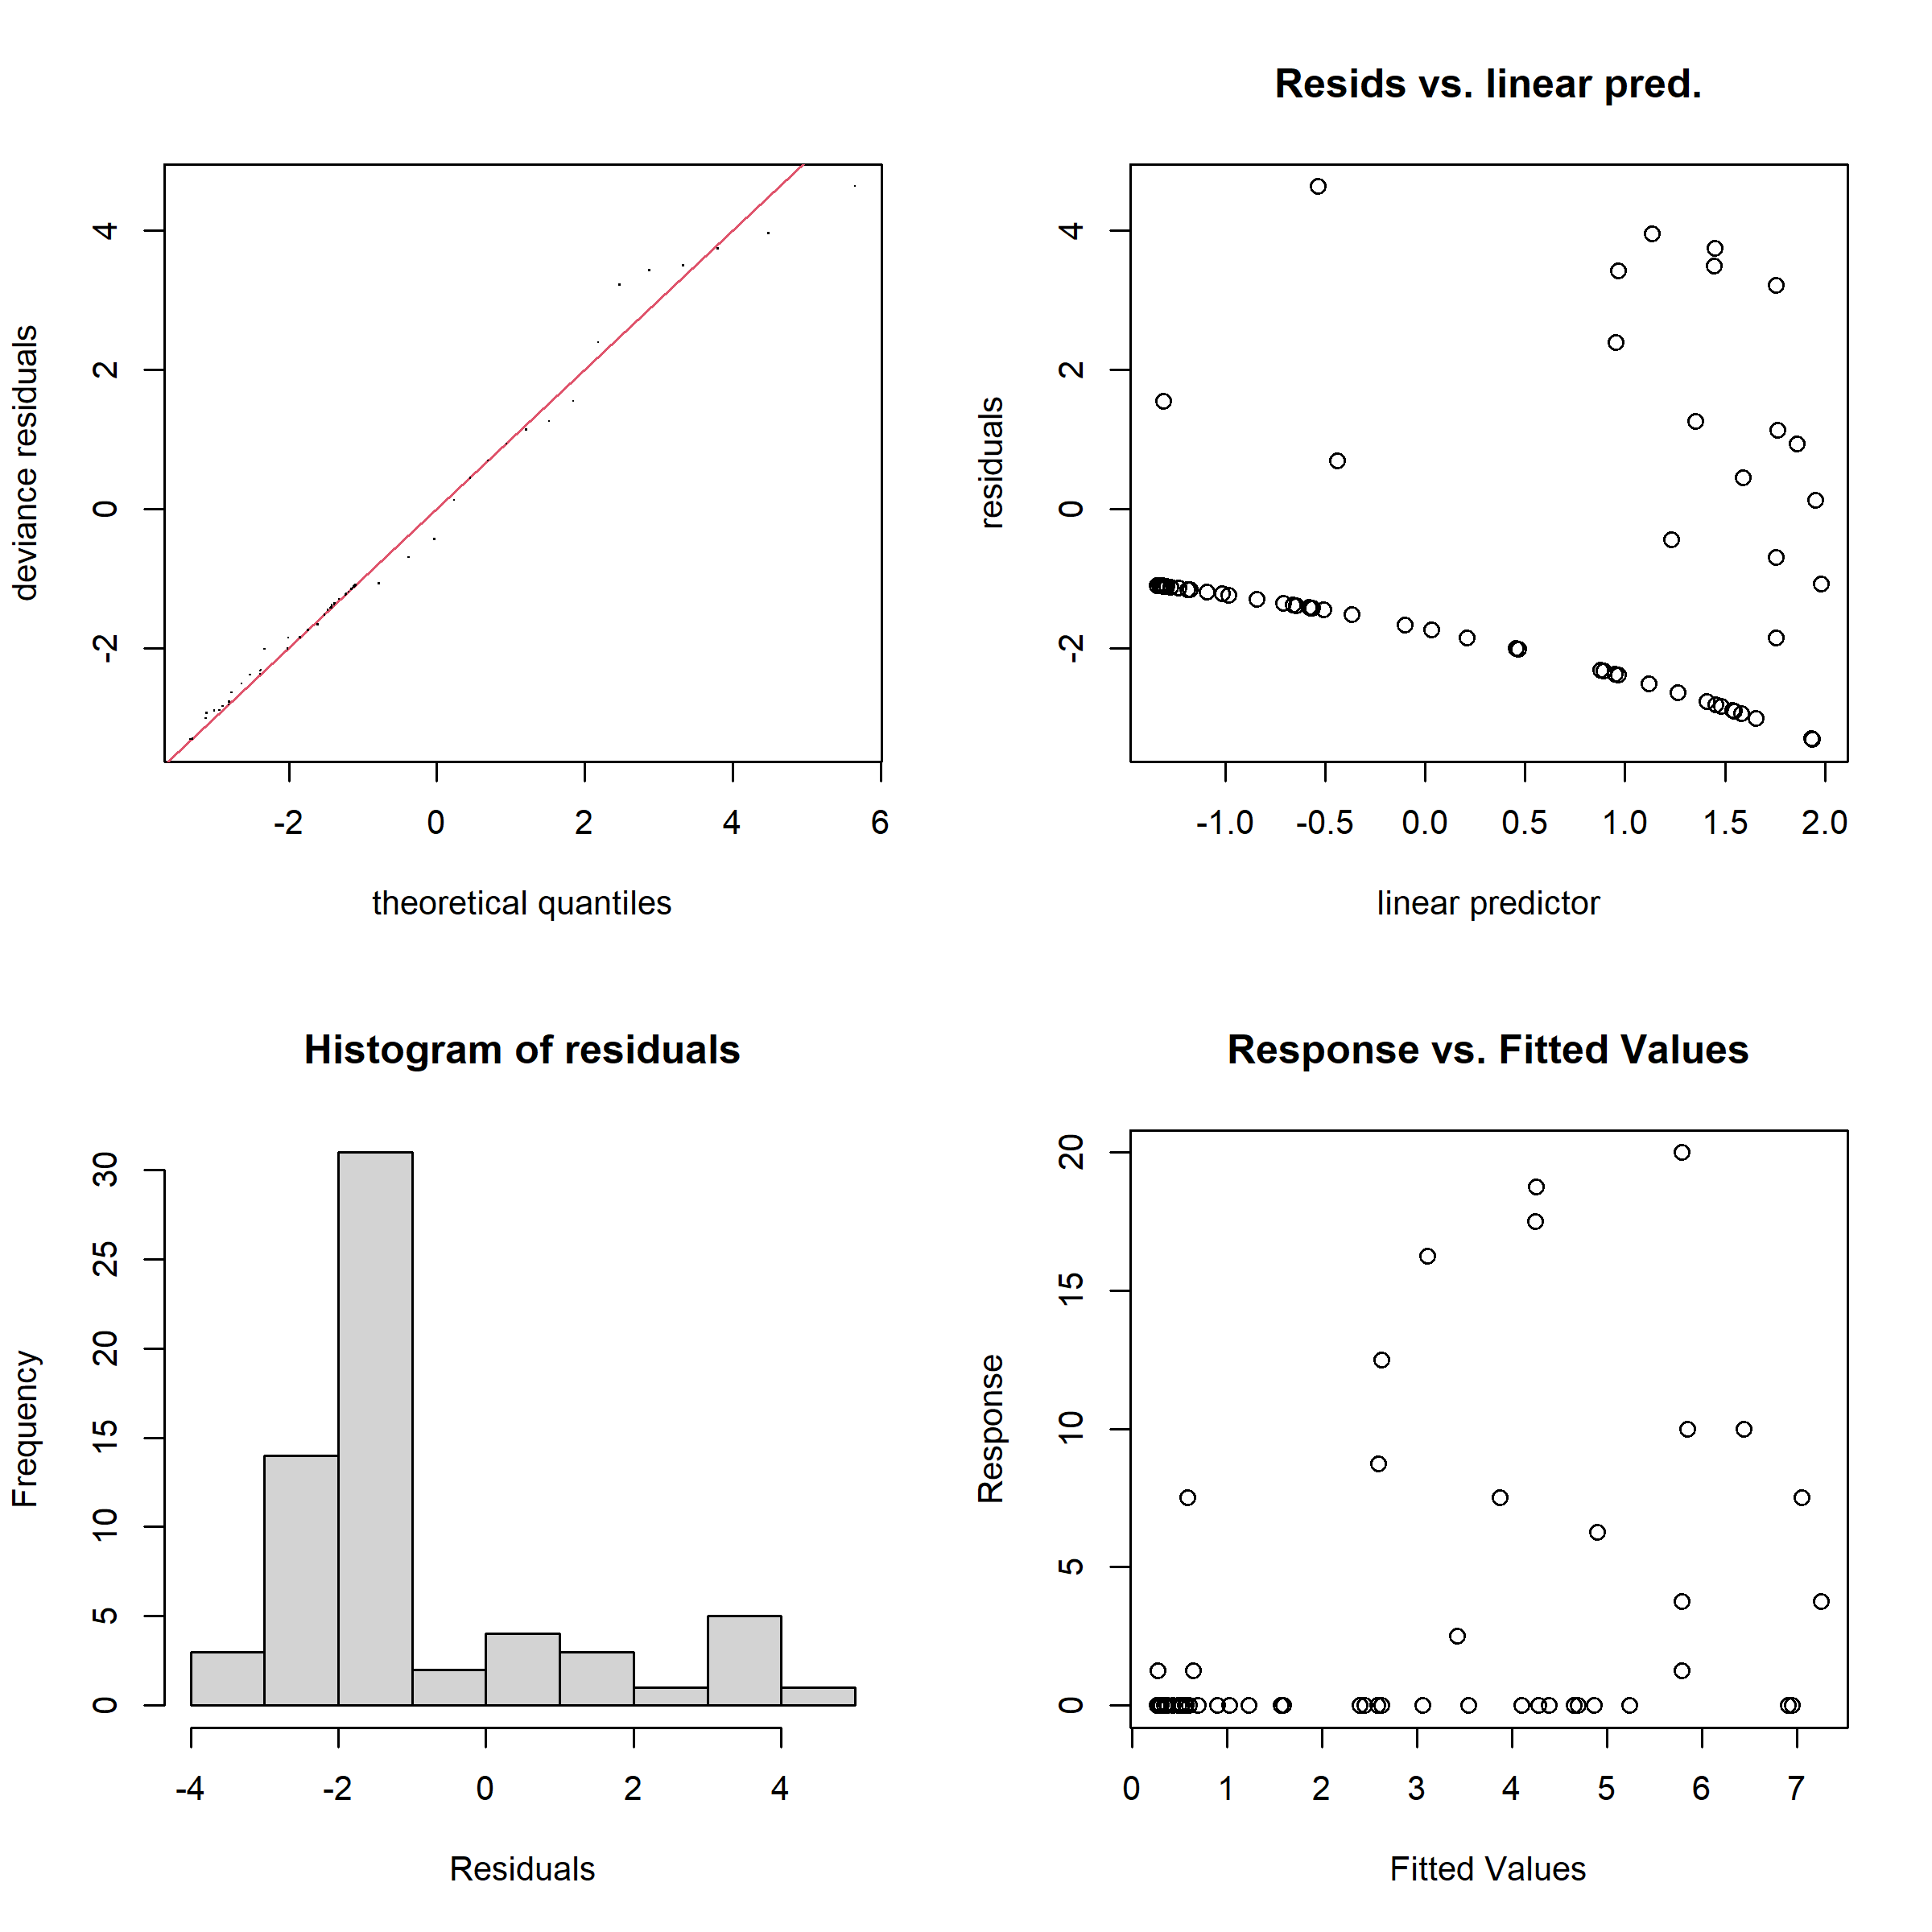 deviance residuals
4
2
0
-2
-2 0 2 4 6
theoretical quantiles
Resids vs. linear pred.
residuals
4
2
0
-2
-1.0 -0.5 0.0 0.5 1.0 1.5 2.0
linear predictor
Histogram of residuals
Frequency
30
25
20
15
10
5
0
-4 -2 0 2 4
Residuals
Response vs. Fitted Values
Response
20
15
10
5
0
0 1 2 3 4 5 6 7
Fitted Values